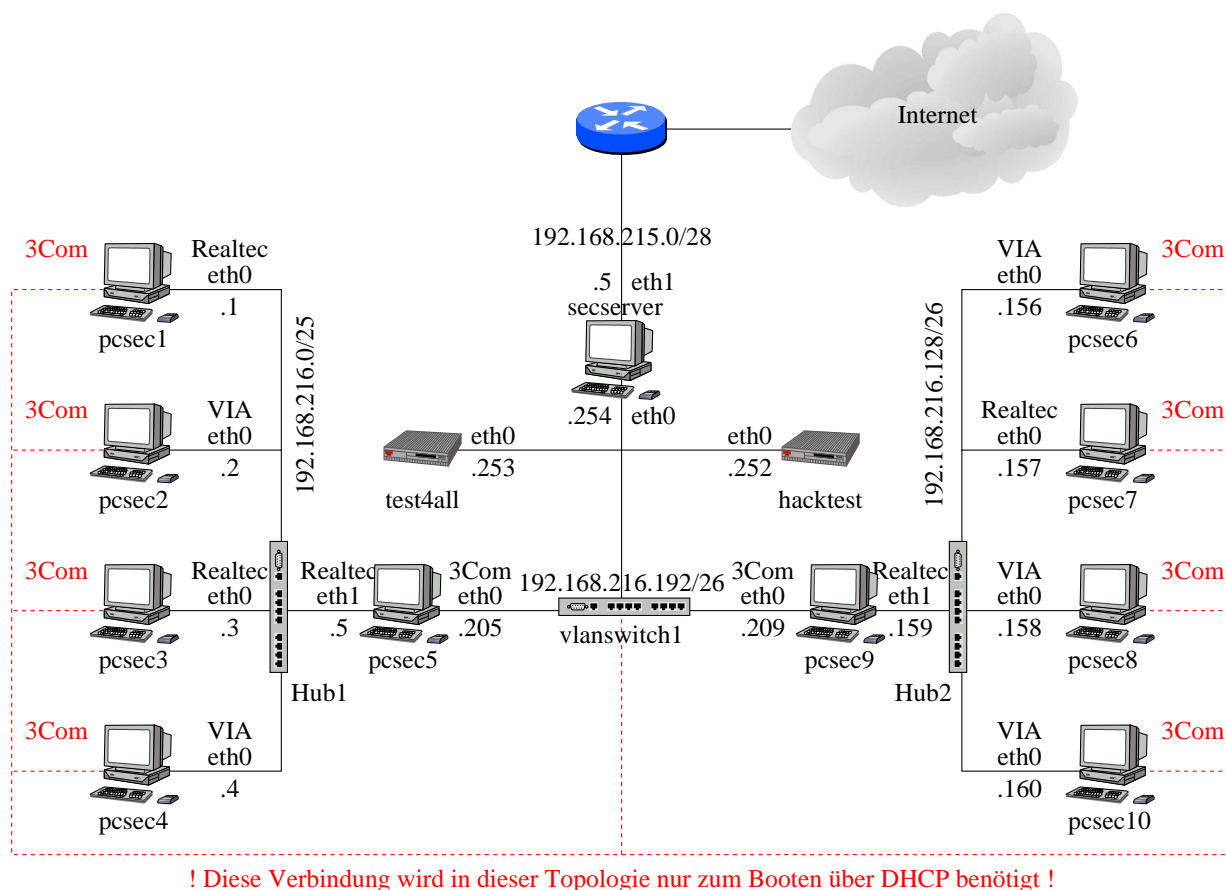 Internet
192.168.215.0/28
.5 eth1
secserver
.254 eth0
3Com
Realtec
eth0
.1
pcsec1
192.168.216.0/25
3Com
VIA
eth0
.2
pcsec2
3Com
Realtec
eth0
.3
pcsec3
3Com
VIA
eth0
.4
pcsec4
Hub1
Realtec
eth1
.5
pcsec5
3Com
eth0
.205
eth0
.253
test4all
eth0
.252
hacktest
192.168.216.192/26
vlanswitch1
3Com
eth0
.209
pcsec9
Realtec
eth1
.159
Hub2
192.168.216.128/26
VIA
eth0
.156
pcsec6
3Com
Realtec
eth0
.157
pcsec7
3Com
VIA
eth0
.158
pcsec8
3Com
VIA
eth0
.160
pcsec10
3Com
! Diese Verbindung wird in dieser Topologie nur zum Booten über DHCP benötigt !